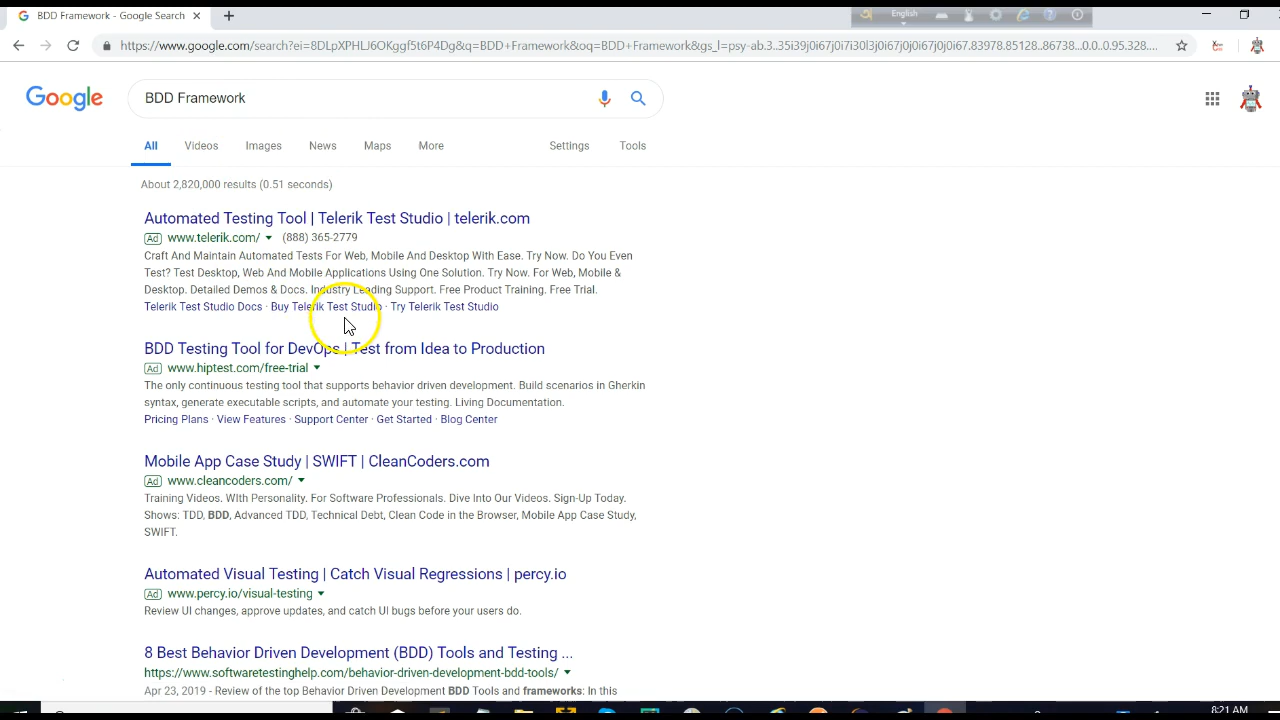 BDD Framework - Google Search
English
https://www.google.com/search?ei=8DLpXPHLJ6OKggf5t6P4Dg&q=BDD+Framework&oq=BDD+Framework&gs_l=psy-ab.3..35i39j0i67j0i7i30l3j0i67j0j0i67j0j0i67.83978.85128..86738...0.0..0.95.328....
Google
BDD Framework
All Videos Images News Maps More Settings Tools
About 2,820,000 results (0.51 seconds)
Automated Testing Tool | Telerik Test Studio | telerik.com
Ad www.telerik.com/ (888) 365-2779
Craft And Maintain Automated Tests For Web, Mobile And Desktop With Ease. Try Now. Do You Even
Test? Test Desktop, Web And Mobile Applications Using One Solution. Try Now. For Web, Mobile &
Desktop. Detailed Demos & Docs. Industry Leading Support. Free Product Training. Free Trial.
Telerik Test Studio Docs · Buy Telerik Test Studio · Try Telerik Test Studio
BDD Testing Tool for DevOps | Test from Idea to Production
Ad www.hiptest.com/free-trial
The only continuous testing tool that supports behavior driven development. Build scenarios in Gherkin
syntax, generate executable scripts, and automate your testing. Living Documentation.
Pricing Plans · View Features · Support Center · Get Started · Blog Center
Mobile App Case Study | SWIFT | CleanCoders.com
Ad www.cleancoders.com/
Training Videos. WIth Personality. For Software Professionals. Dive Into Our Videos. Sign-Up Today.
Shows: TDD, BDD, Advanced TDD, Technical Debt, Clean Code in the Browser, Mobile App Case Study,
SWIFT.
Automated Visual Testing | Catch Visual Regressions | percy.io
Ad www.percy.io/visual-testing
Review UI changes, approve updates, and catch UI bugs before your users do.
8 Best Behavior Driven Development (BDD) Tools and Testing ...
https://www.softwaretestinghelp.com/behavior-driven-development-bdd-tools/
Apr 23, 2019 - Review of the top Behavior Driven Development BDD Tools and frameworks: In this
8:21 AM